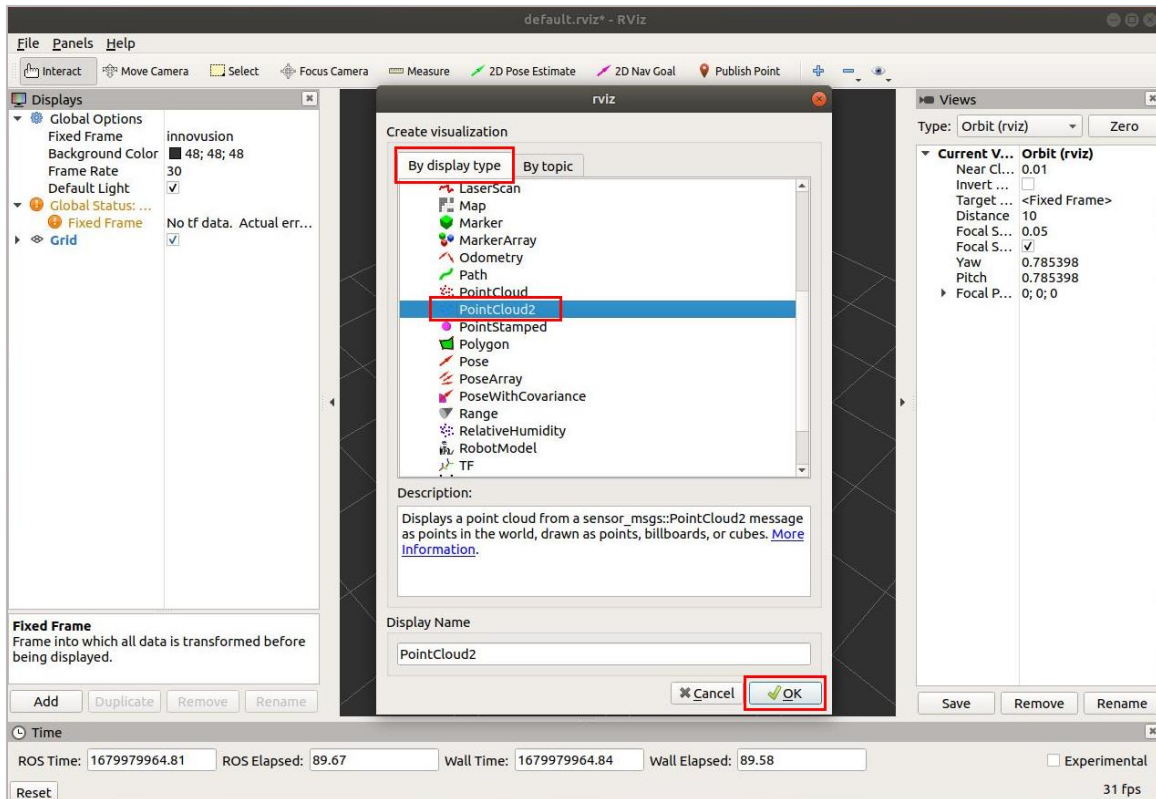 default.rviz* - RViz
File Panels Help
Interact Move Camera Select Focus Camera Measure 2D Pose Estimate 2D Nav Goal Publish Point
Displays
Global Options
Fixed Frame innovusion
Background Color 48; 48; 48
Frame Rate 30
Default Light
Global Status: ...
Fixed Frame No tf data. Actual err...
Grid
Fixed Frame
Frame into which all data is transformed before
being displayed.
Add Duplicate Remove Rename
rviz
Create visualization
By display type By topic
LaserScan
Map
Marker
MarkerArray
Odometry
Path
PointCloud
PointCloud2
PointStamped
Polygon
Pose
PoseArray
PoseWithCovariance
Range
RelativeHumidity
RobotModel
TF
Description:
Displays a point cloud from a sensor_msgs::PointCloud2 message
as points in the world, drawn as points, billboards, or cubes. More
Information.
Display Name
PointCloud2
Cancel OK
Views
Type: Orbit (rviz) Zero
Current V... Orbit (rviz)
Near Cl... 0.01
Invert ...
Target ... <Fixed Frame>
Distance 10
Focal S... 0.05
Focal S...
Yaw 0.785398
Pitch 0.785398
Focal P... 0; 0; 0
Save Remove Rename
Time
ROS Time: 1679979964.81 ROS Elapsed: 89.67 Wall Time: 1679979964.84 Wall Elapsed: 89.58 Experimental
Reset 31 fps